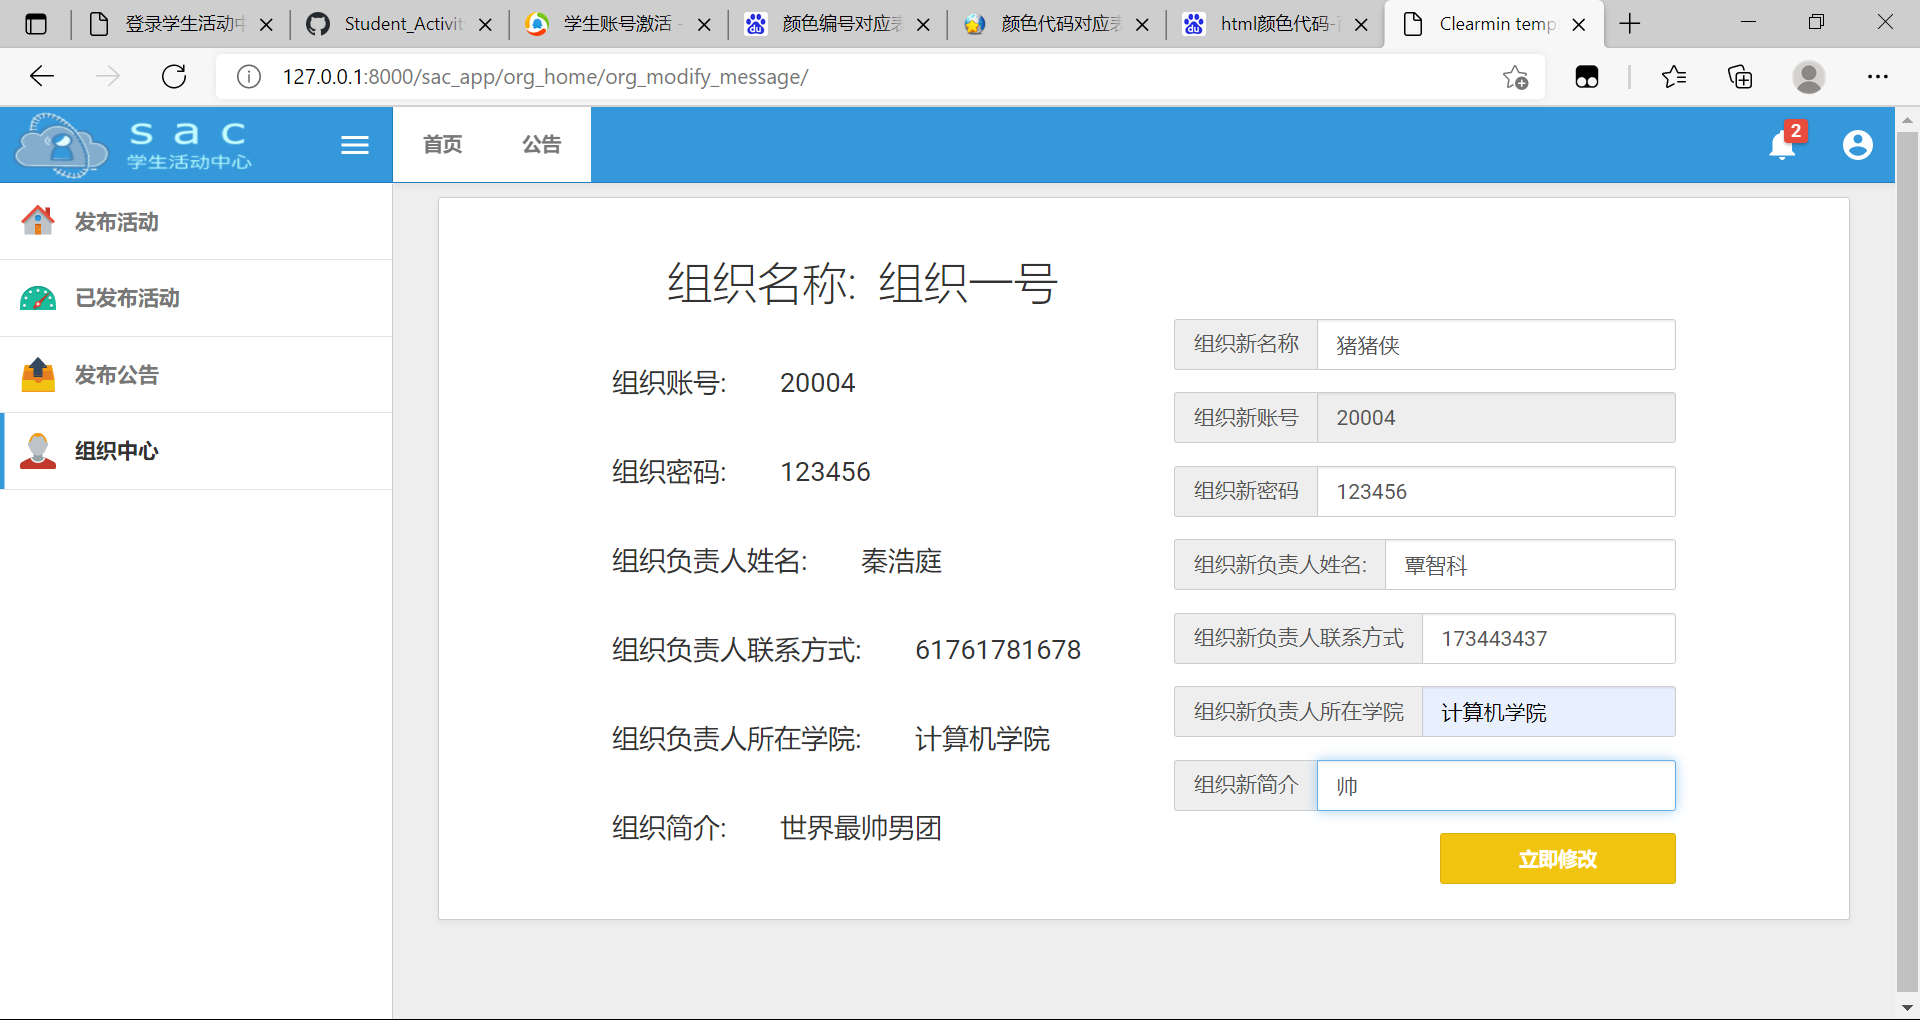 登录学生活动中
Student_Activit
学生账号激活 -
颜色编号对应表
颜色代码对应表
html颜色代码-
Clearmin temp
127.0.0.1:8000/sac_app/org_home/org_modify_message/
sac
学生活动中心
首页
公告
2
发布活动
已发布活动
发布公告
组织中心
组织名称: 组织一号
组织账号: 20004
组织密码: 123456
组织负责人姓名: 秦浩庭
组织负责人联系方式: 61761781678
组织负责人所在学院: 计算机学院
组织简介: 世界最帅男团
组织新名称 猪猪侠
组织新账号 20004
组织新密码 123456
组织新负责人姓名: 覃智科
组织新负责人联系方式 173443437
组织新负责人所在学院 计算机学院
组织新简介 帅
立即修改